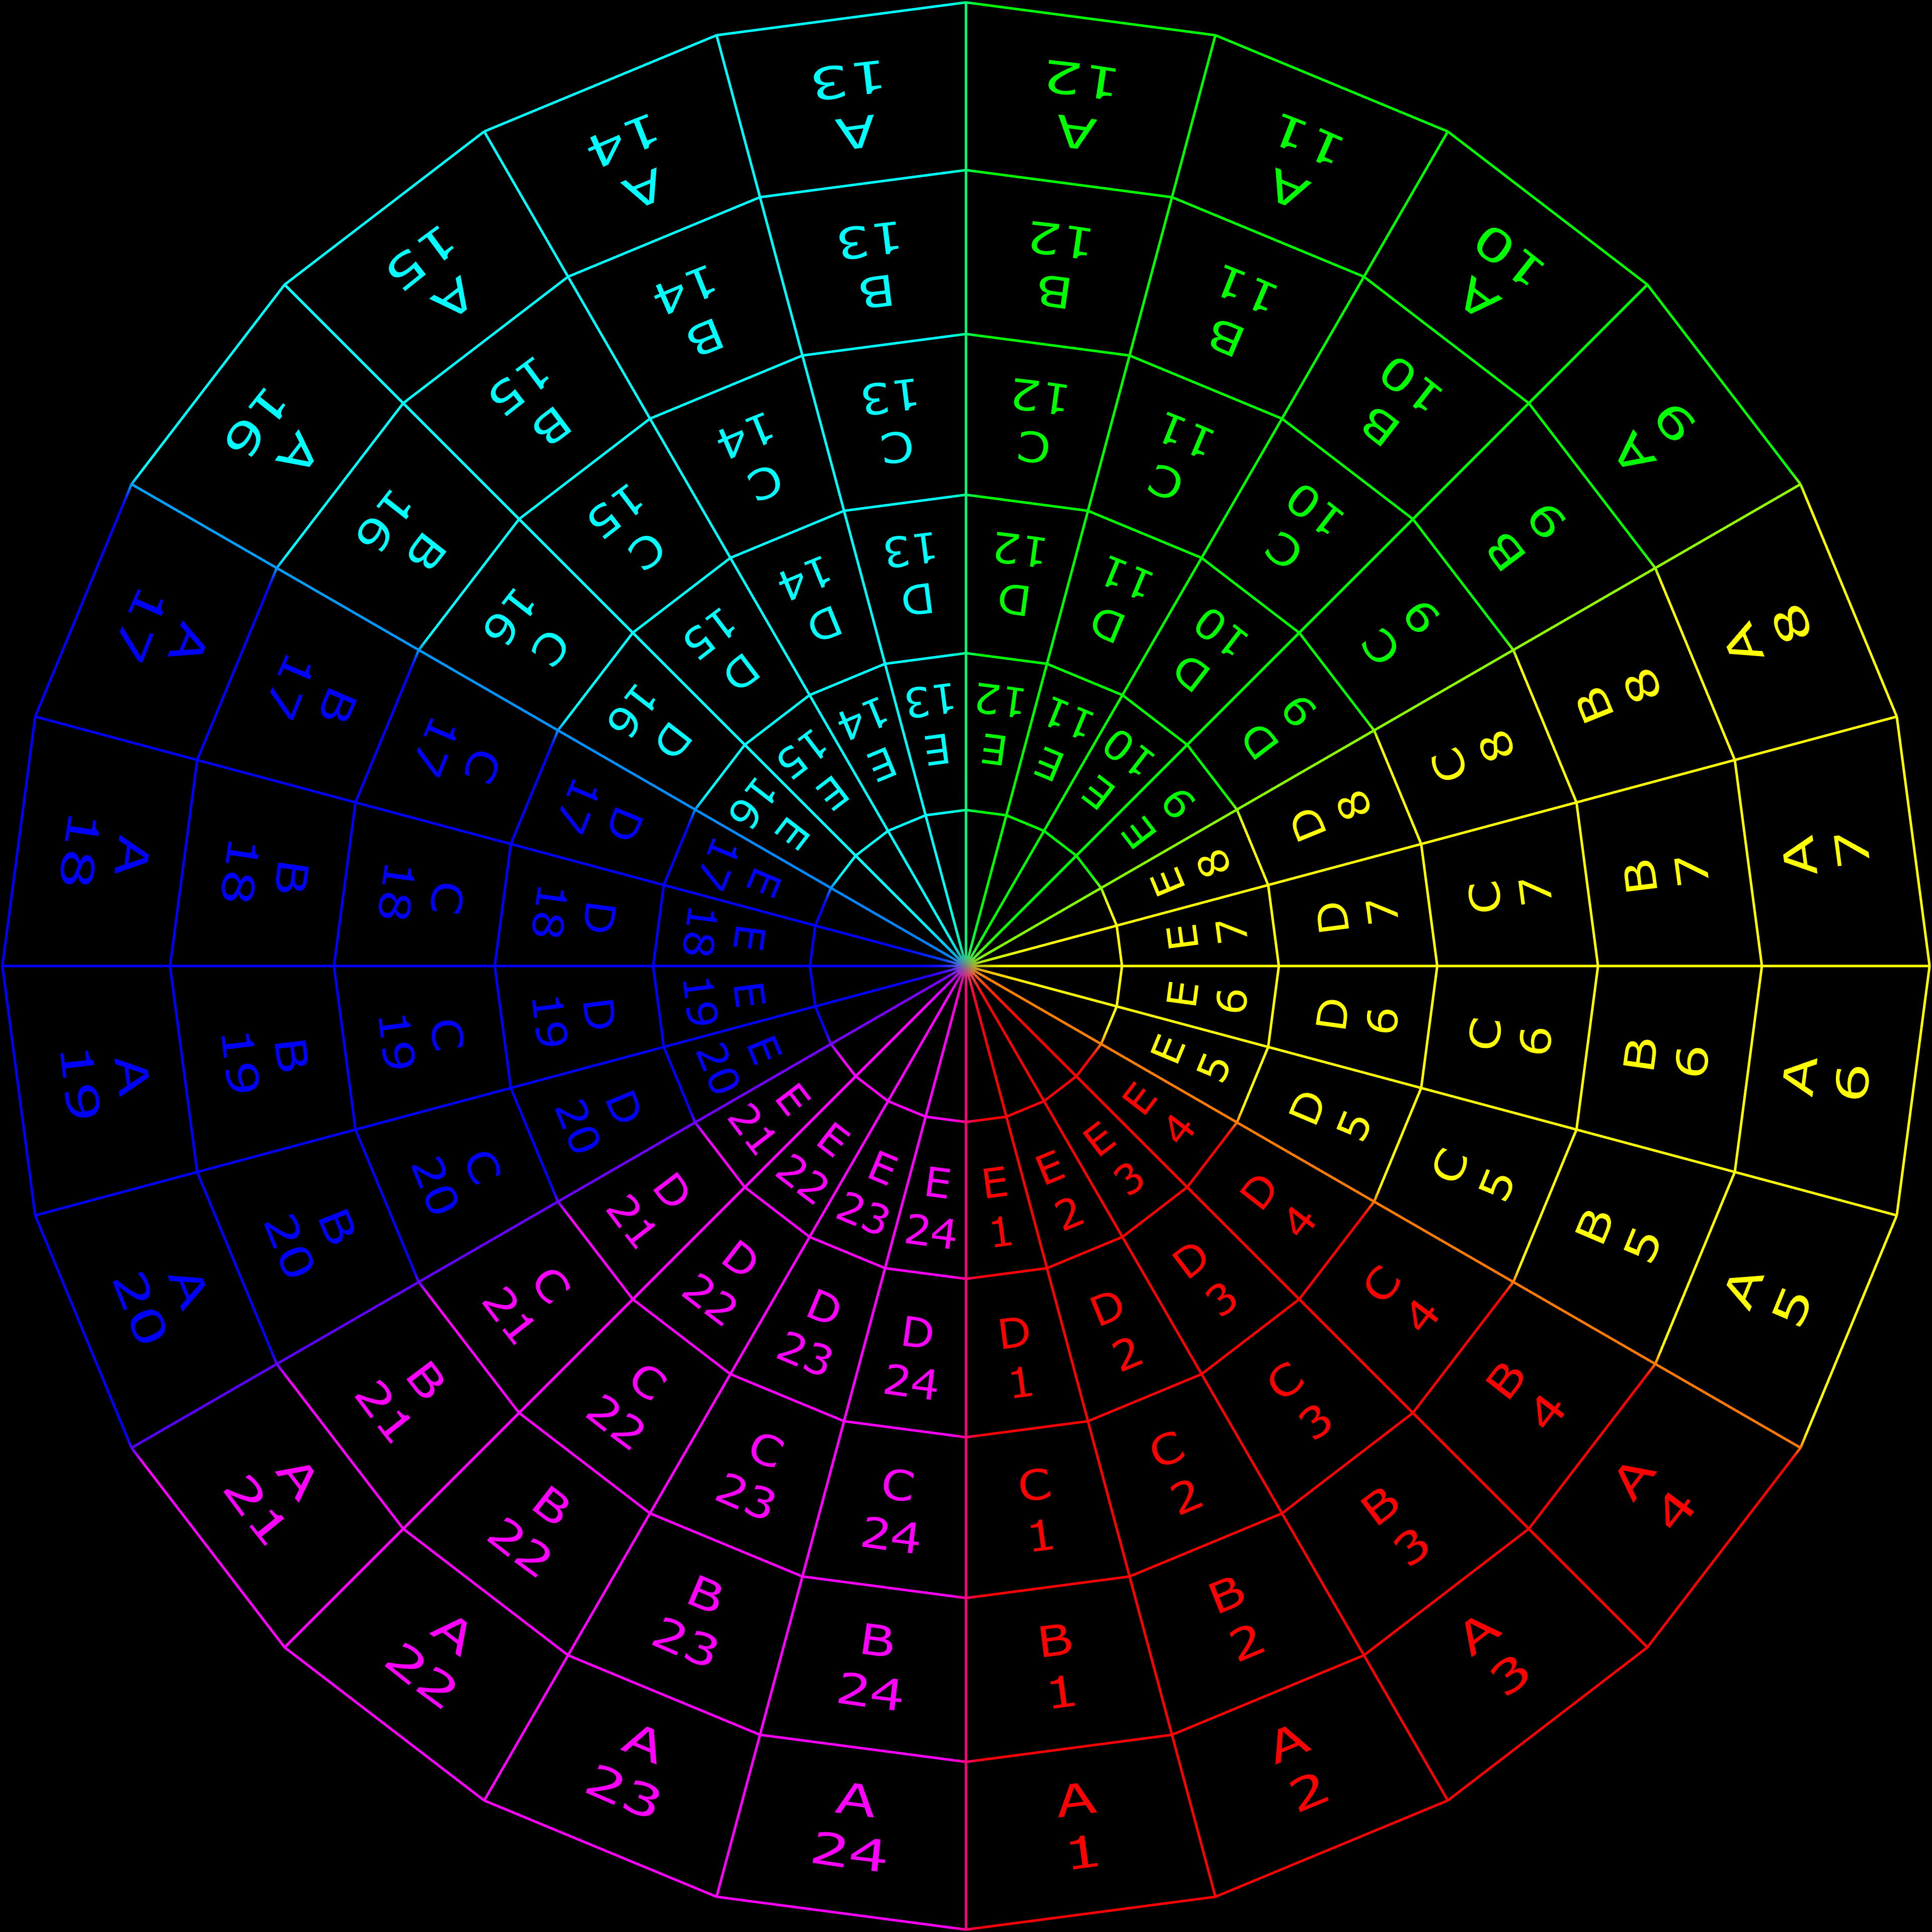 A 1
B 1
C 1
D 1
E 1
A 2
B 2
C 2
D 2
E 2
A 3
B 3
C 3
D 3
E 3
A 4
B 4
C 4
D 4
E 4
A 5
B 5
C 5
D 5
E 5
A 6
B 6
C 6
D 6
E 6
A 7
B 7
C 7
D 7
E 7
A 8
B 8
C 8
D 8
E 8
A 9
B 9
C 9
D 9
E 9
A 10
B 10
C 10
D 10
E 10
A 11
B 11
C 11
D 11
E 11
A 12
B 12
C 12
D 12
E 12
A 13
B 13
C 13
D 13
E 13
A 14
B 14
C 14
D 14
E 14
A 15
B 15
C 15
D 15
E 15
A 16
B 16
C 16
D 16
E 16
A 17
B 17
C 17
D 17
E 17
A 18
B 18
C 18
D 18
E 18
A 19
B 19
C 19
D 19
E 19
A 20
B 20
C 20
D 20
E 20
A 21
B 21
C 21
D 21
E 21
A 22
B 22
C 22
D 22
E 22
A 23
B 23
C 23
D 23
E 23
A 24
B 24
C 24
D 24
E 24